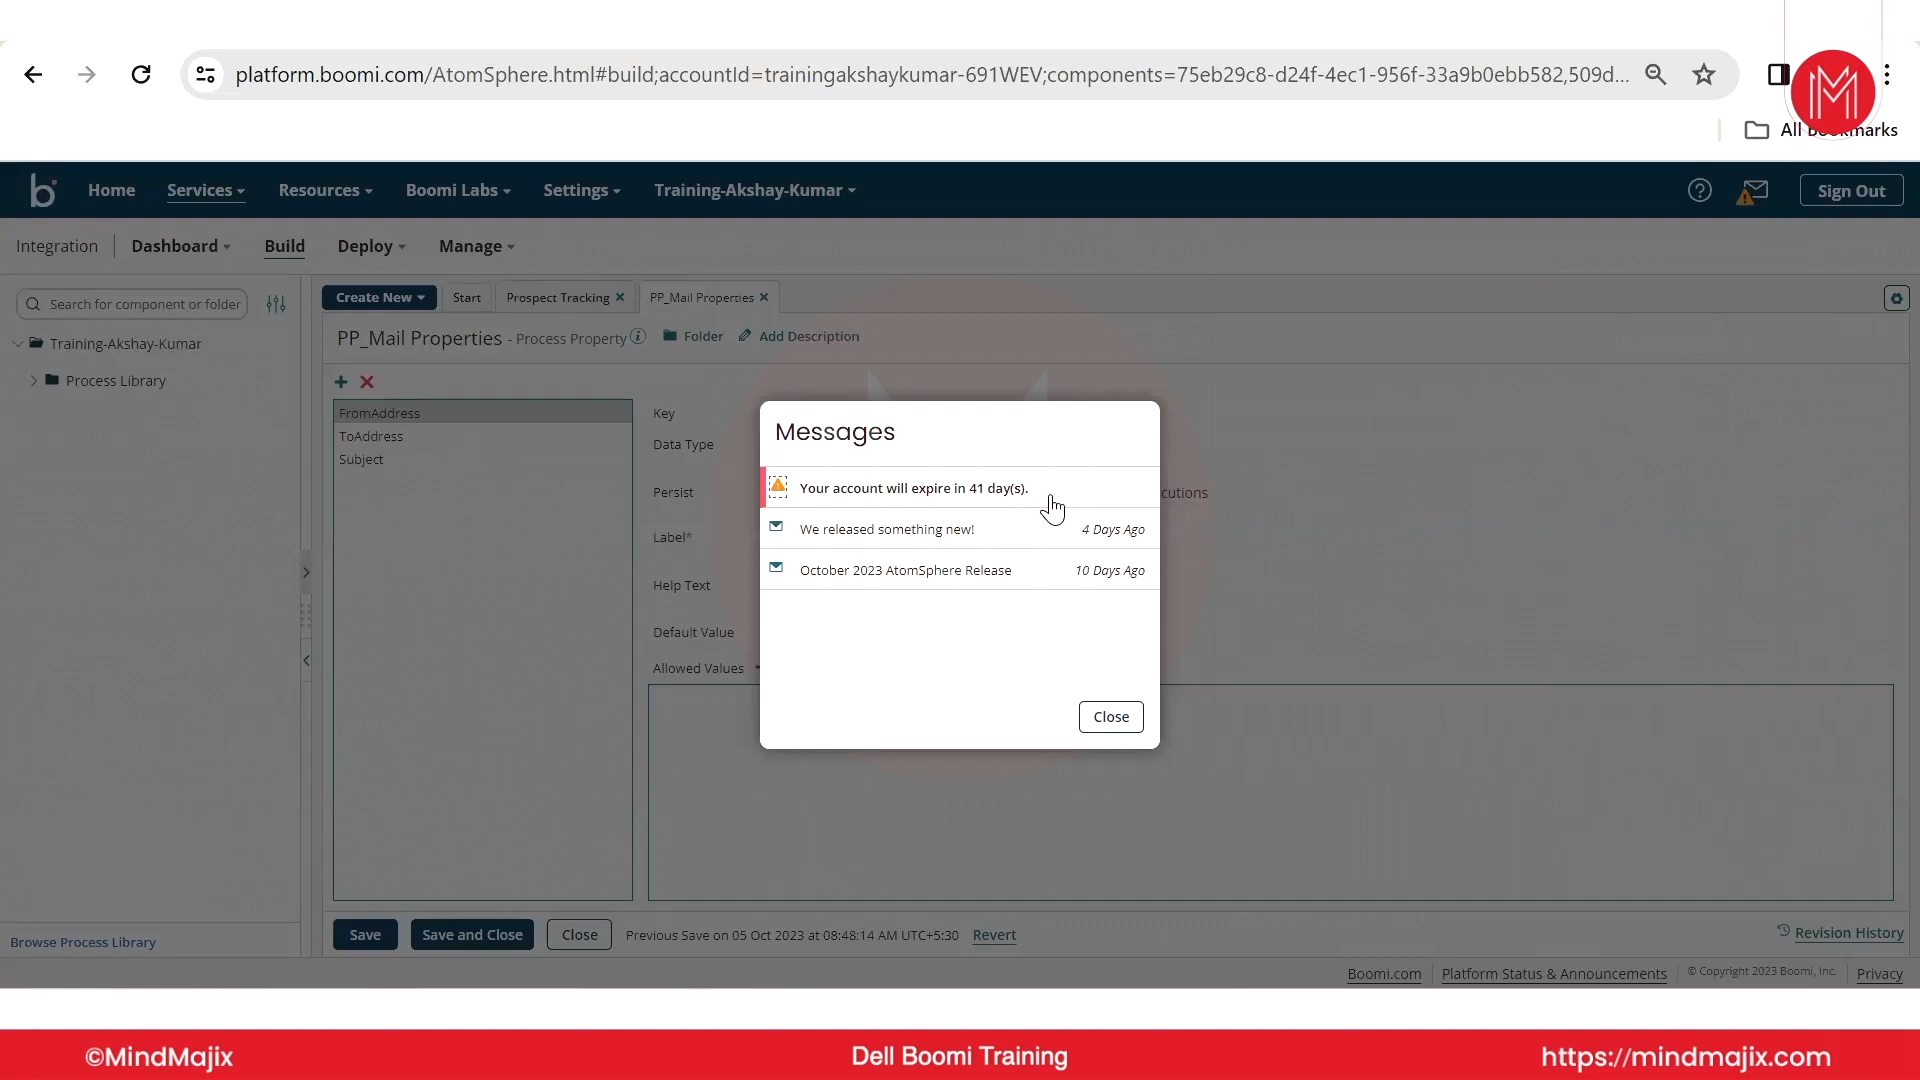 platform.boomi.com/AtomSphere.html#build;accountId=trainingakshaykumar-691WEV;components=75eb29c8-d24f-4ec1-956f-33a9b0ebb582,509d...
All Bookmarks
Home Services Resources Boomi Labs Settings Training-Akshay-Kumar Sign Out
Integration Dashboard Build Deploy Manage
Search for component or folder
Create New Start Prospect Tracking PP_Mail Properties
Training-Akshay-Kumar
Process Library
PP_Mail Properties - Process Property Folder Add Description
FromAddress
ToAddress
Subject
Key
Data Type
Persist cutions
Label*
Help Text
Default Value
Allowed Values
Messages
Your account will expire in 41 day(s).
We released something new! 4 Days Ago
October 2023 AtomSphere Release 10 Days Ago
Close
Save Save and Close Close Previous Save on 05 Oct 2023 at 08:48:14 AM UTC+5:30 Revert Revision History
Browse Process Library
Boomi.com Platform Status & Announcements © Copyright 2023 Boomi, Inc. Privacy
©MindMajix Dell Boomi Training https://mindmajix.com